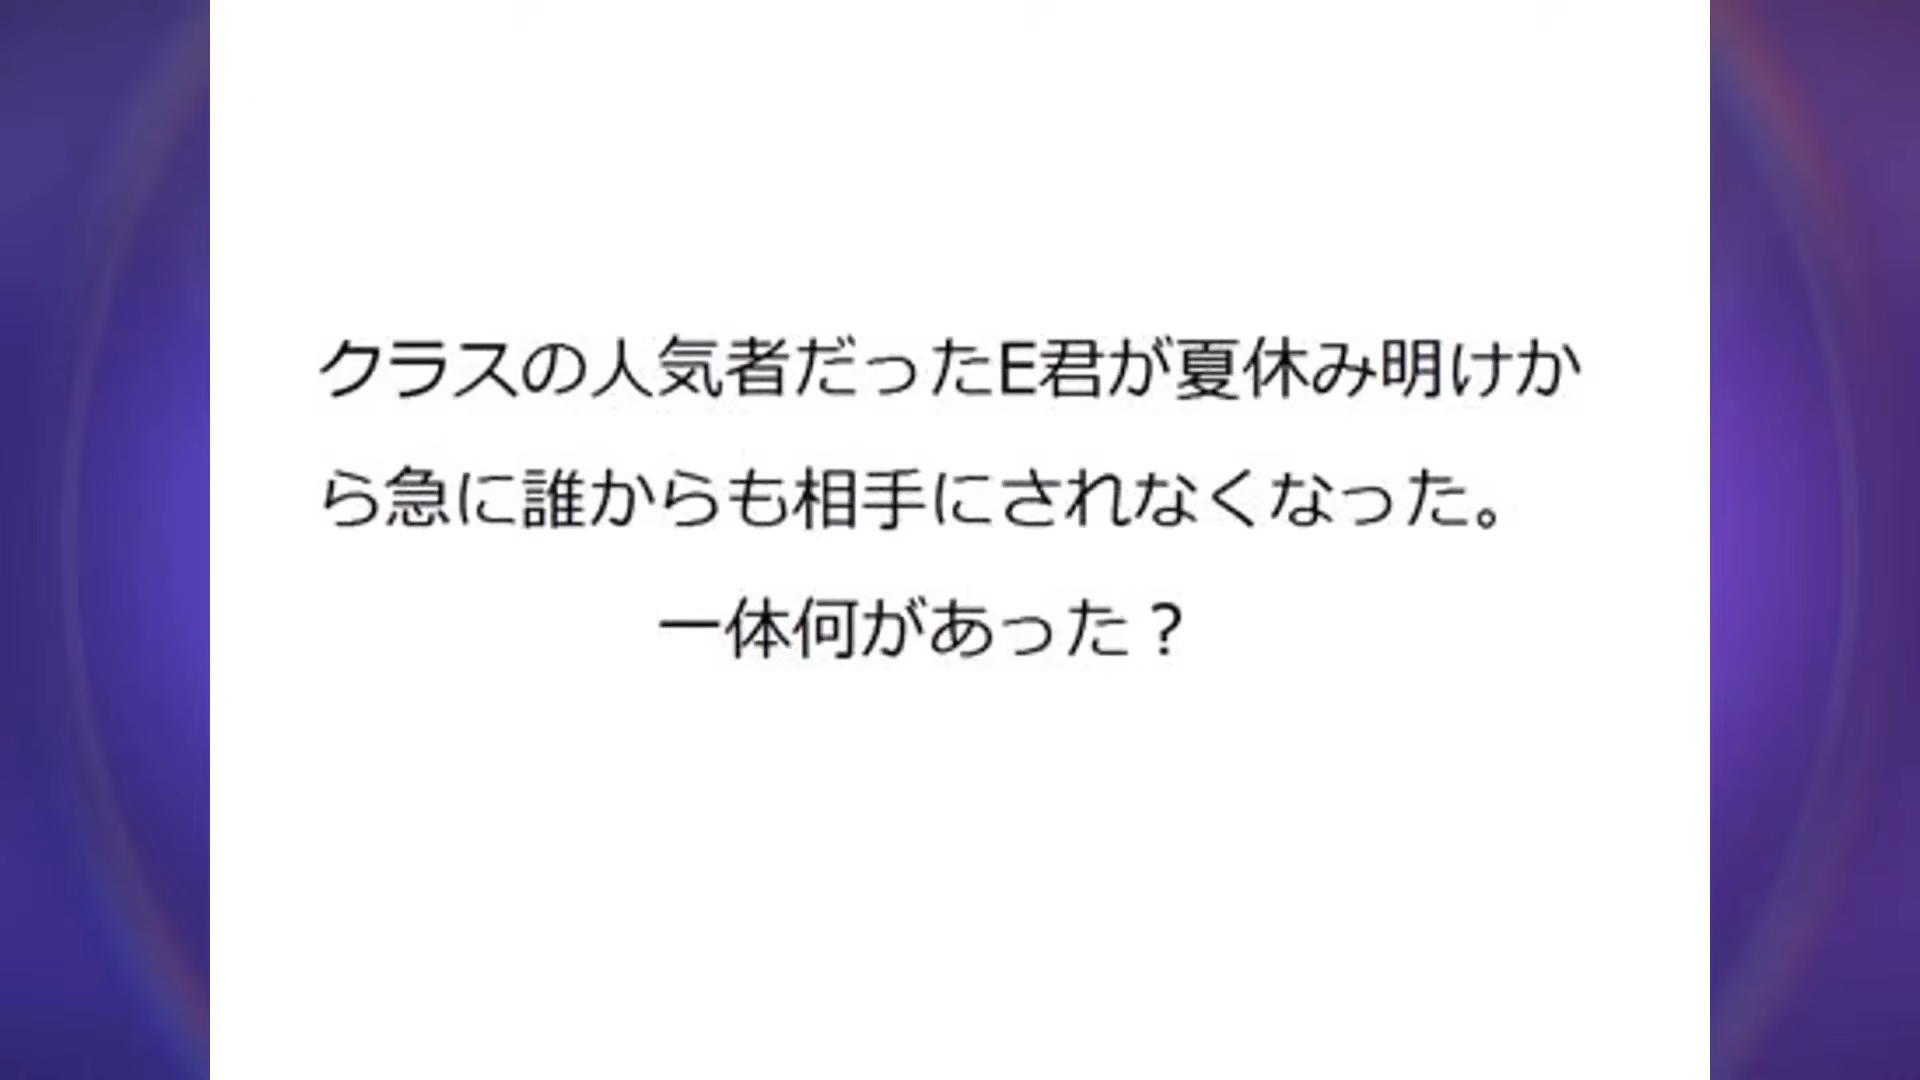 クラスの人気者だったE君が夏休み明けか
ら急に誰からも相手にされなくなった。
一体何があった？